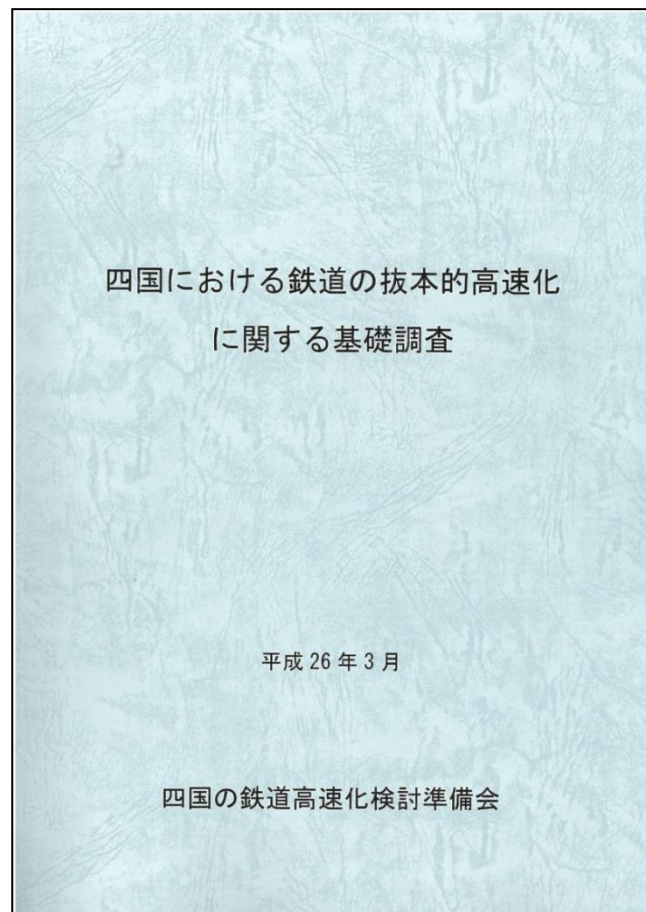 四国における鉄道の抜本的高速化
に関する基礎調査
平成 26 年 3 月
四国の鉄道高速化検討準備会